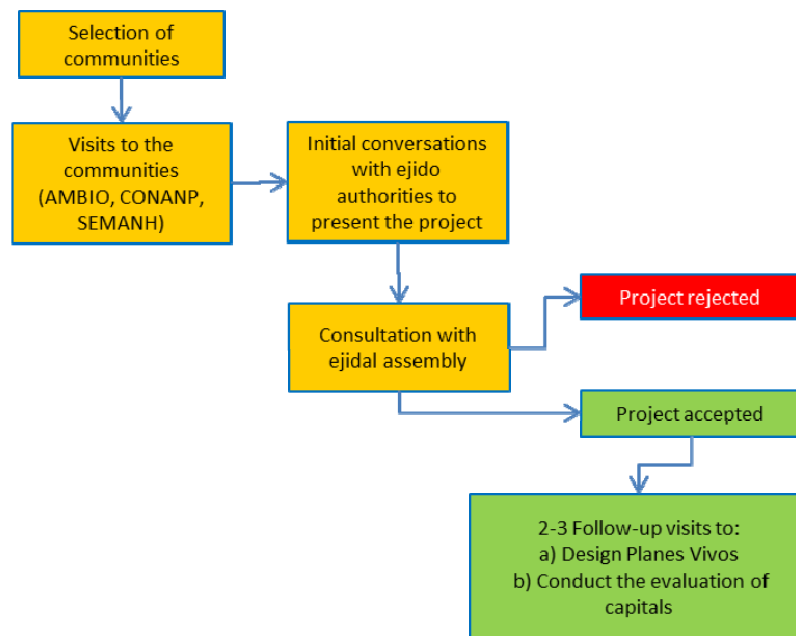 Selection of
communities
Visits to the
communities
(AMBIO, CONANP,
SEMANH)
Initial conversations
with ejido
authorities to
present the project
Consultation with
ejidal assembly
Project rejected
Project accepted
2-3 Follow-up visits to:
a) Design Planes Vivos
b) Conduct the evaluation of
capitals